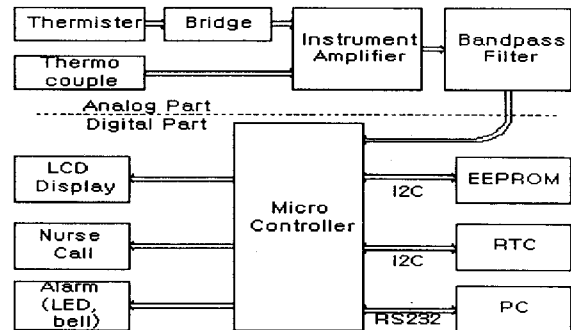 Thermister
Bridge
Instrument
Amplifier
Bandpass
Filter
Thermo
couple
Analog Part
Digital Part
LCD
Display
Micro
Controller
I2C
EEPROM
Nurse
Call
I2C
RTC
Alarm
(LED,
bell)
RS232
PC